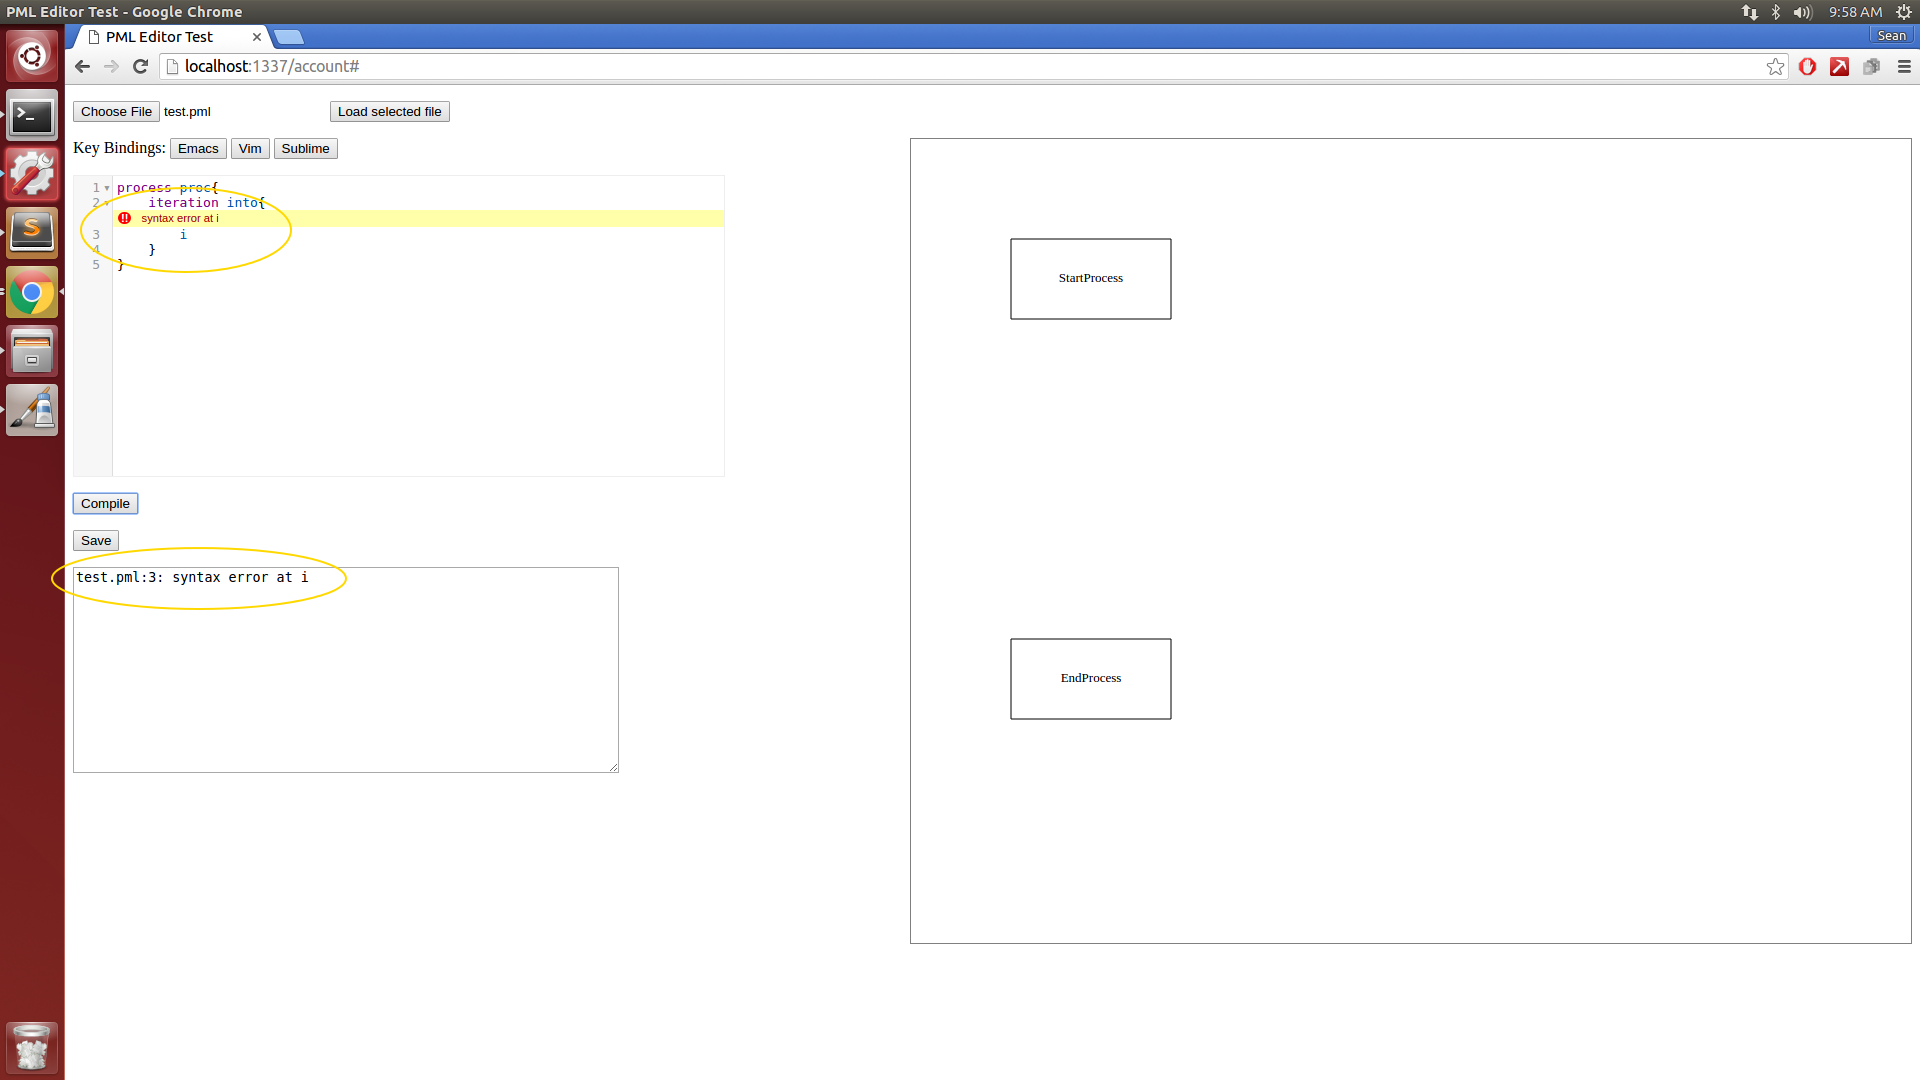 PML Editor Test - Google Chrome
9:58 AM
PML Editor Test
Sean
localhost:1337/account#
Choose File test.pml Load selected file
Key Bindings: Emacs Vim Sublime
1 process proc{
2 iteration into{
!! syntax error at i
3 i
4 }
5 }
StartProcess
Compile
Save
test.pml:3: syntax error at i
EndProcess